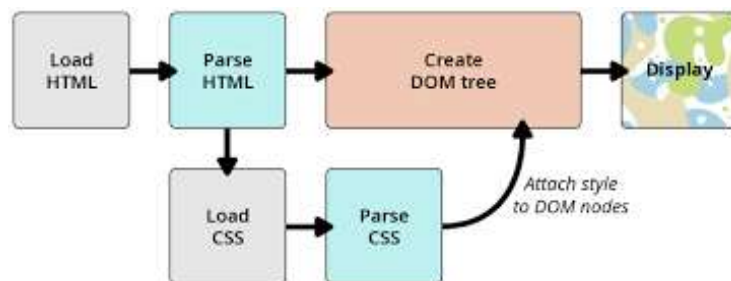 Load
HTML
Parse
HTML
Create
DOM tree
Display
Load
CSS
Parse
CSS
Attach style
to DOM nodes